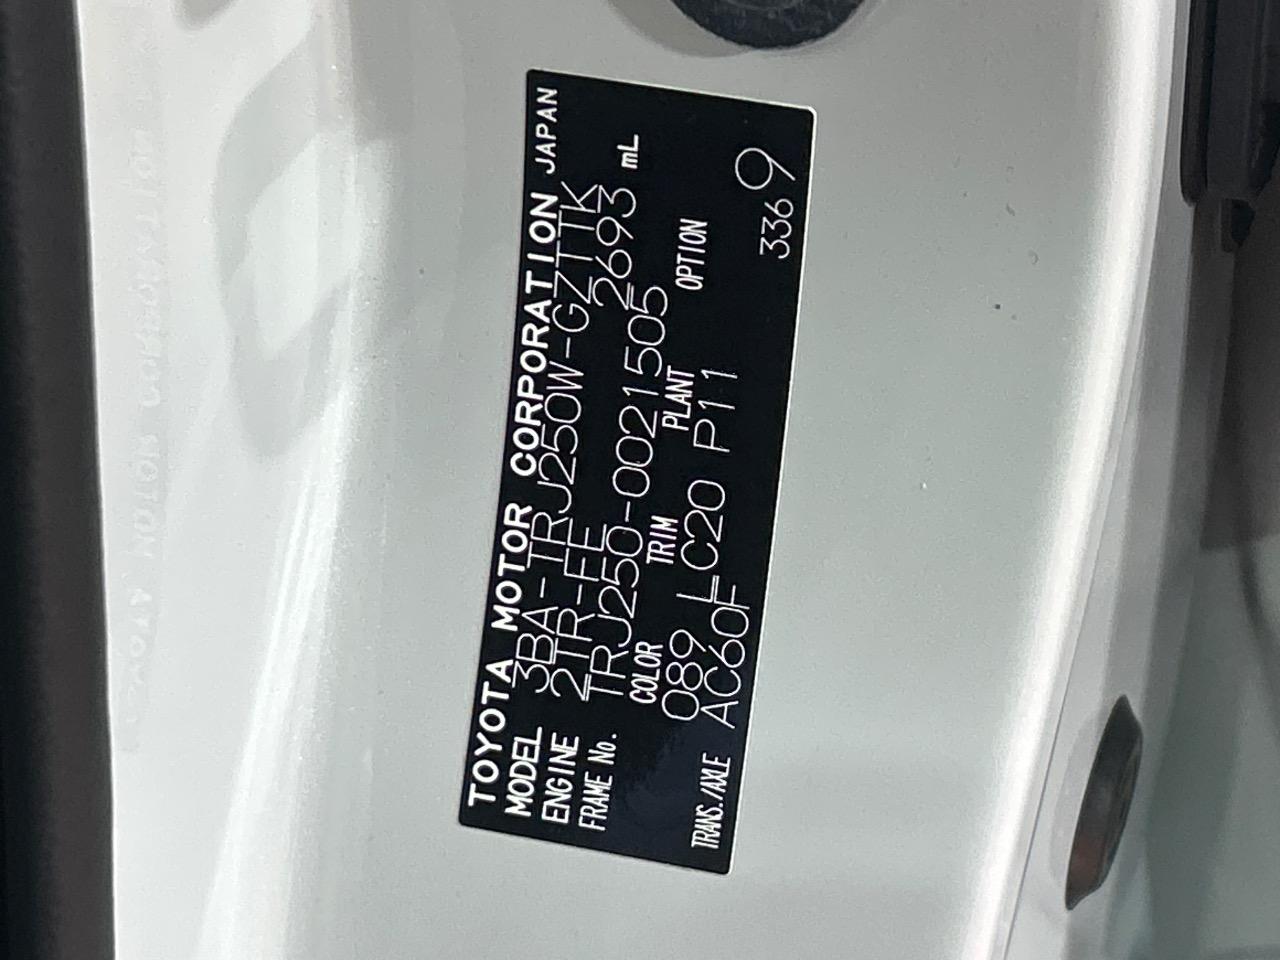 TOYOTA MOTOR CORPORATION JAPAN
MODEL 3BA-TRJ250W-GZTTK
ENGINE 2TR-FE 2693 mL
FRAME No. TRJ250-0021505
COLOR TRIM PLANT OPTION
089 LC20 P11
TRANS./AXLE AC60F
336 9